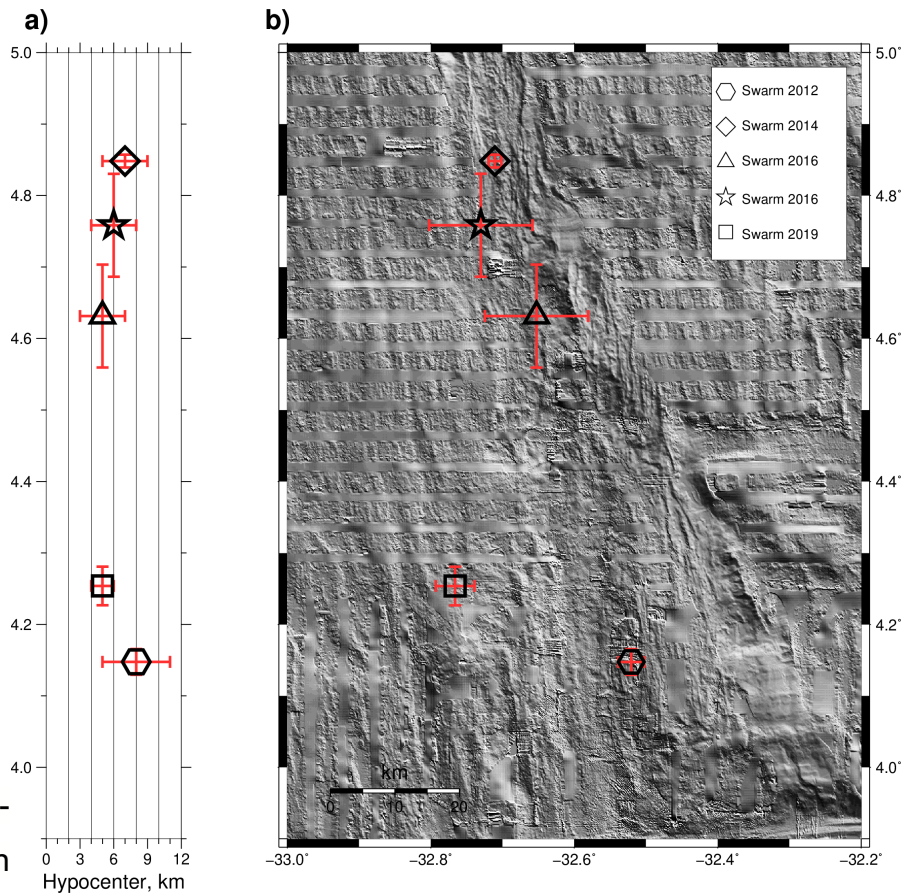 a)
b)
5.0
4.8
4.6
4.4
4.2
4.0
0 3 6 9 12
Hypocenter, km
Swarm 2012
Swarm 2014
Swarm 2016
Swarm 2016
Swarm 2019
km
0 10 20
5.0˚
4.8˚
4.6˚
4.4˚
4.2˚
4.0˚
−33.0˚ −32.8˚ −32.6˚ −32.4˚ −32.2˚